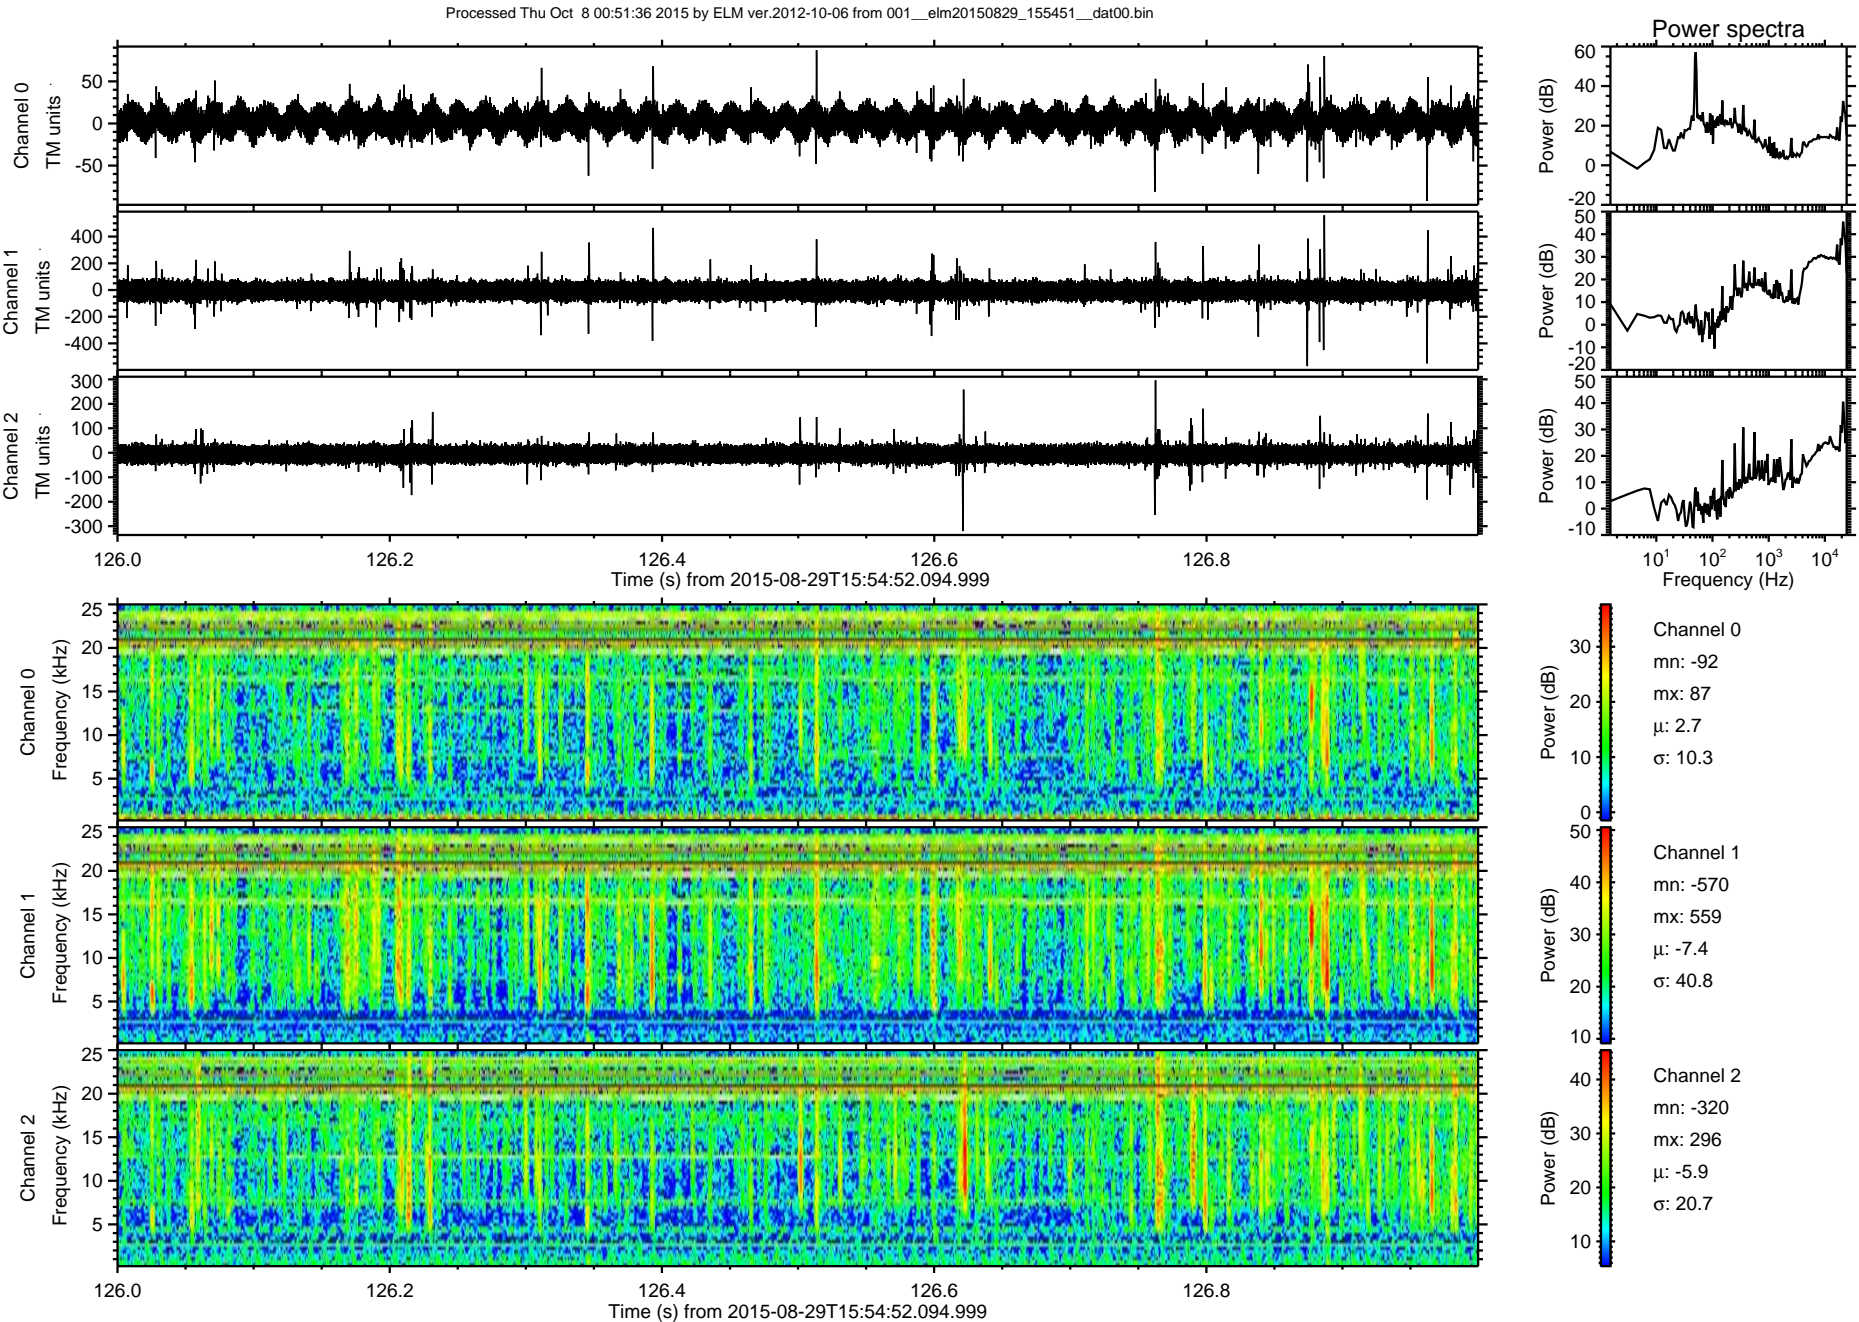 Processed Thu Oct  8 00:51:36 2015 by ELM ver.2012-10-06 from 001__elm20150829_155451__dat00.bin
Power spectra
Channel 0
TM units
50
0
-50
Power (dB)
60
40
20
0
-20
Channel 1
TM units
400
200
0
-200
-400
Power (dB)
50
40
30
20
10
0
-10
-20
Channel 2
TM units
300
200
100
0
-100
-200
-300
Power (dB)
50
40
30
20
10
0
-10
126.0 126.2 126.4 126.6 126.8
Time (s) from 2015-08-29T15:54:52.094.999
10¹ 10² 10³ 10⁴
Frequency (Hz)
Channel 0
Frequency (kHz)
25
20
15
10
5
Power (dB)
30
20
10
0
Channel 0
mn: -92
mx: 87
µ: 2.7
σ: 10.3
Channel 1
Frequency (kHz)
25
20
15
10
5
Power (dB)
50
40
30
20
10
Channel 1
mn: -570
mx: 559
µ: -7.4
σ: 40.8
Channel 2
Frequency (kHz)
25
20
15
10
5
Power (dB)
40
30
20
10
Channel 2
mn: -320
mx: 296
µ: -5.9
σ: 20.7
126.0 126.2 126.4 126.6 126.8
Time (s) from 2015-08-29T15:54:52.094.999